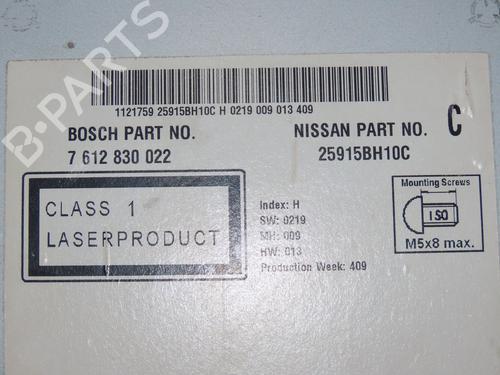 1121759 25915BH10C H 0219 009 013 409
BOSCH PART NO.
7 612 830 022
NISSAN PART NO.
25915BH10C
C
CLASS 1
LASERPRODUCT
Index: H
SW: 0219
MH: 009
HW: 013
Production Week: 409
Mounting Screws
ISO
M5x8 max.
B-PARTS